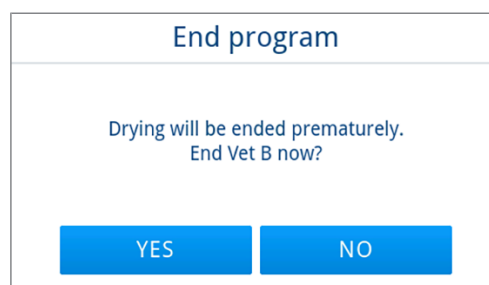 End program
Drying will be ended prematurely.
End Vet B now?
YES NO